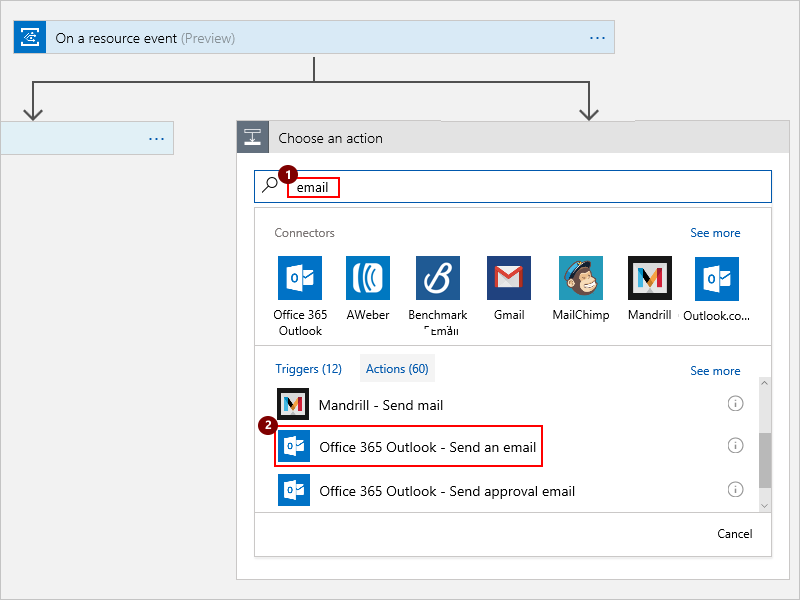 On a resource event (Preview)
Choose an action
1
email
Connectors
See more
Office 365
Outlook
AWeber
Benchmark
Email
Gmail
MailChimp
Mandrill
Outlook.co...
Triggers (12)
Actions (60)
See more
Mandrill - Send mail
2
Office 365 Outlook - Send an email
Office 365 Outlook - Send approval email
Cancel